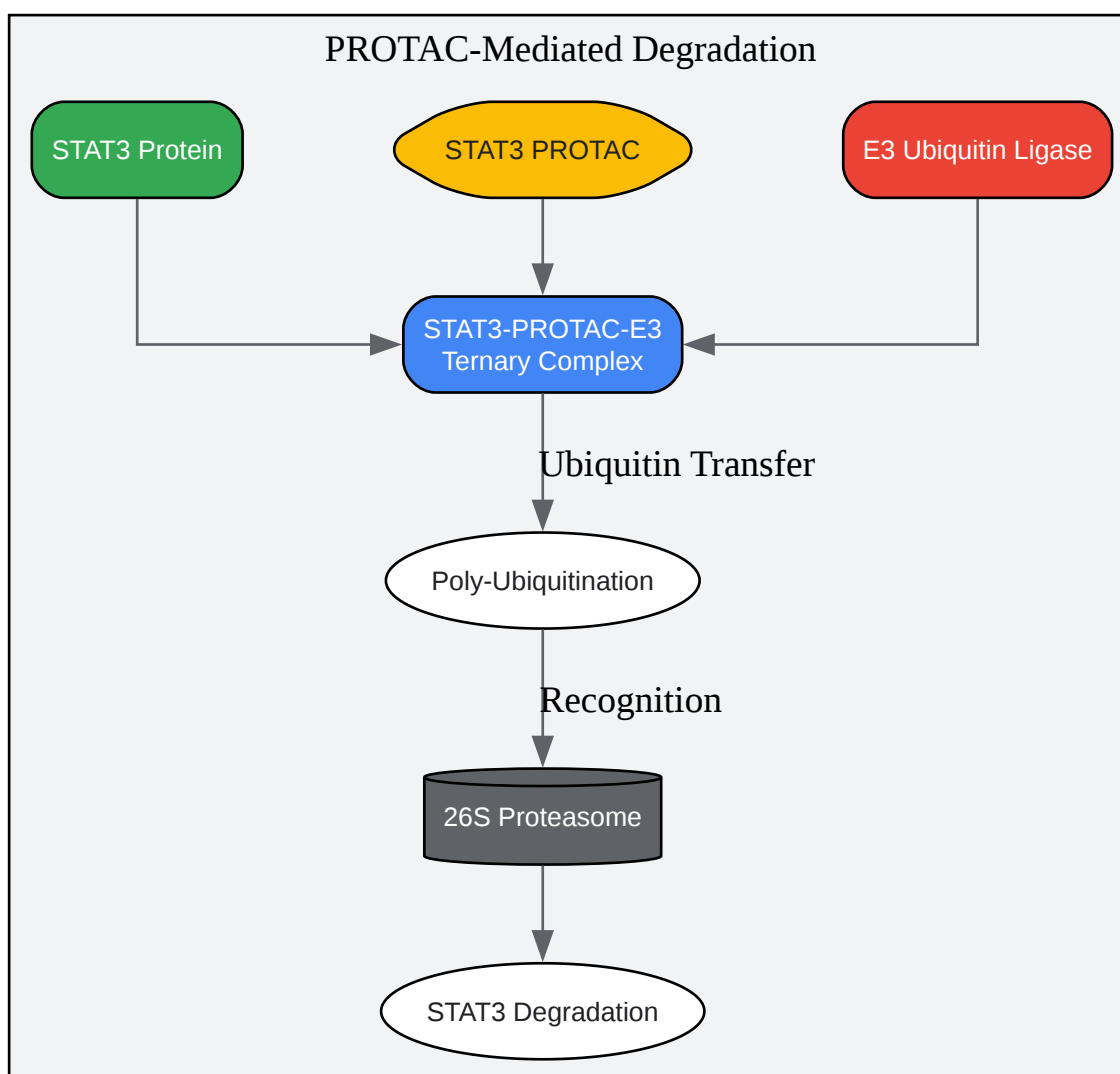 PROTAC-Mediated Degradation
STAT3 Protein
STAT3 PROTAC
E3 Ubiquitin Ligase
STAT3-PROTAC-E3
Ternary Complex
Ubiquitin Transfer
Poly-Ubiquitination
Recognition
26S Proteasome
STAT3 Degradation